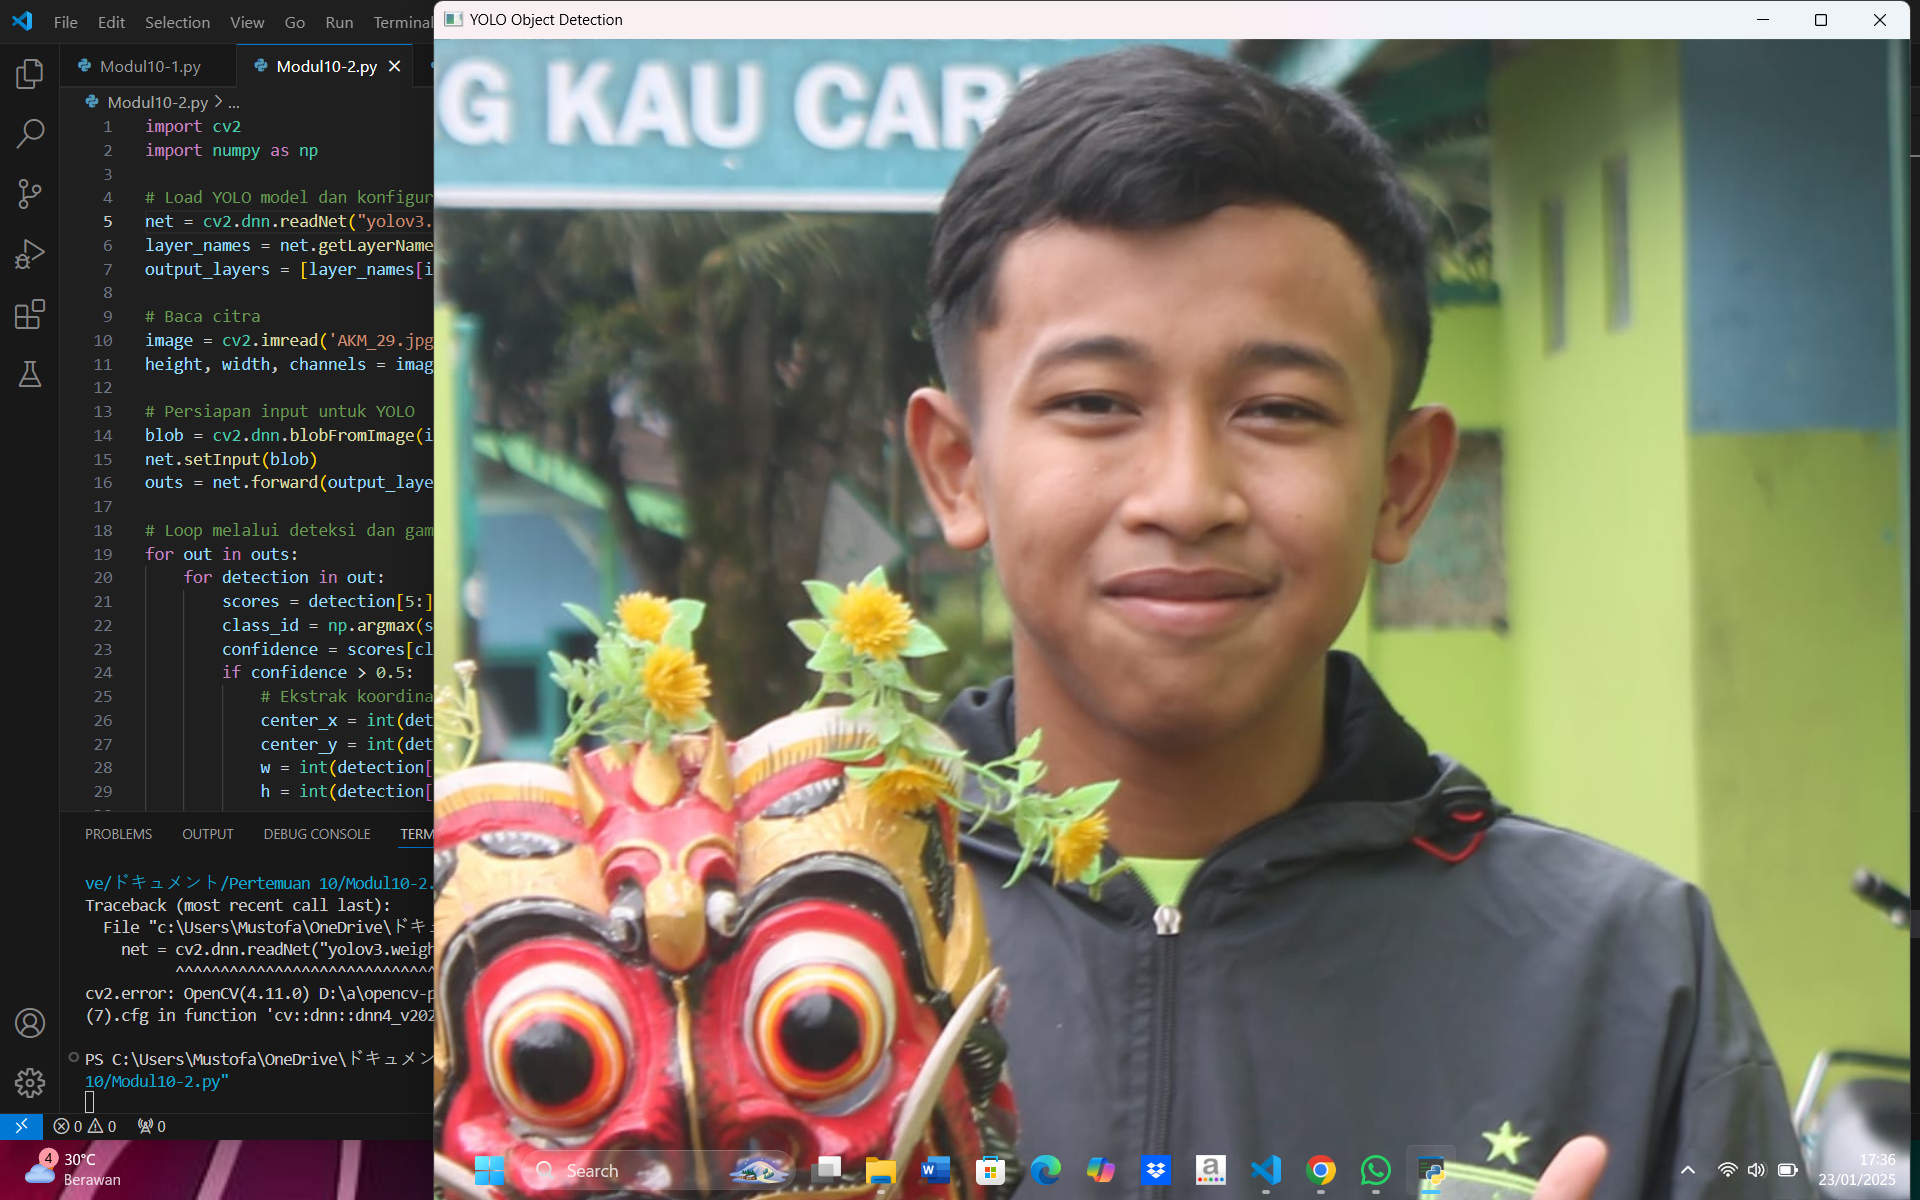 File Edit Selection View Go Run Terminal
YOLO Object Detection
Modul10-1.py
Modul10-2.py
Modul10-2.py > ...
1 import cv2
2 import numpy as np
3
4 # Load YOLO model dan konfigur
5 net = cv2.dnn.readNet("yolov3.
6 layer_names = net.getLayerName
7 output_layers = [layer_names[i
8
9 # Baca citra
10 image = cv2.imread('AKM_29.jpg
11 height, width, channels = imag
12
13 # Persiapan input untuk YOLO
14 blob = cv2.dnn.blobFromImage(i
15 net.setInput(blob)
16 outs = net.forward(output_laye
17
18 # Loop melalui deteksi dan gam
19 for out in outs:
20 for detection in out:
21 scores = detection[5:]
22 class_id = np.argmax(s
23 confidence = scores[cl
24 if confidence > 0.5:
25 # Ekstrak koordina
26 center_x = int(det
27 center_y = int(det
28 w = int(detection[
29 h = int(detection[
PROBLEMS OUTPUT DEBUG CONSOLE TERM
ve/ドキュメント/Pertemuan 10/Modul10-2.
Traceback (most recent call last):
File "c:\Users\Mustofa\OneDrive\ドキュ
net = cv2.dnn.readNet("yolov3.weigh
^^^^^^^^^^^^^^^^^^^^^^^^^^^
cv2.error: OpenCV(4.11.0) D:\a\opencv-p
(7).cfg in function 'cv::dnn::dnn4_v202
PS C:\Users\Mustofa\OneDrive\ドキュメン
10/Modul10-2.py"
0 0 0
G KAU CAR
4
30°C
Berawan
Search
17:36
23/01/2025